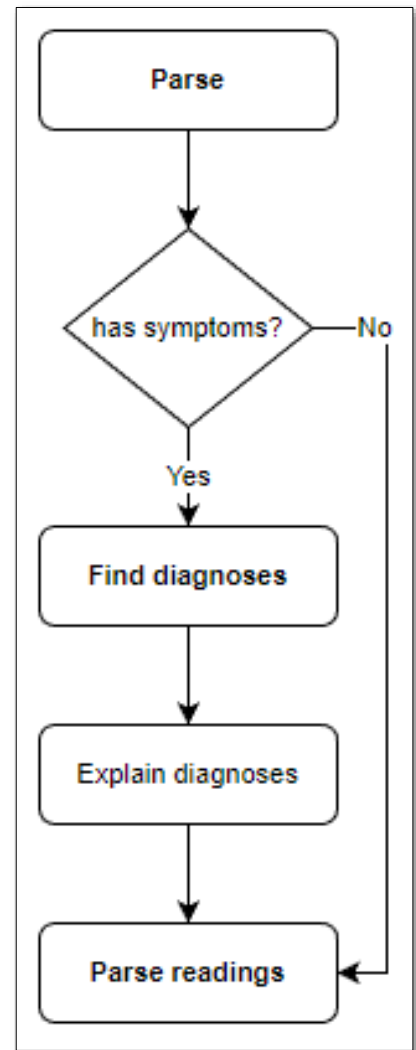 Parse
has symptoms?
No
Yes
Find diagnoses
Explain diagnoses
Parse readings